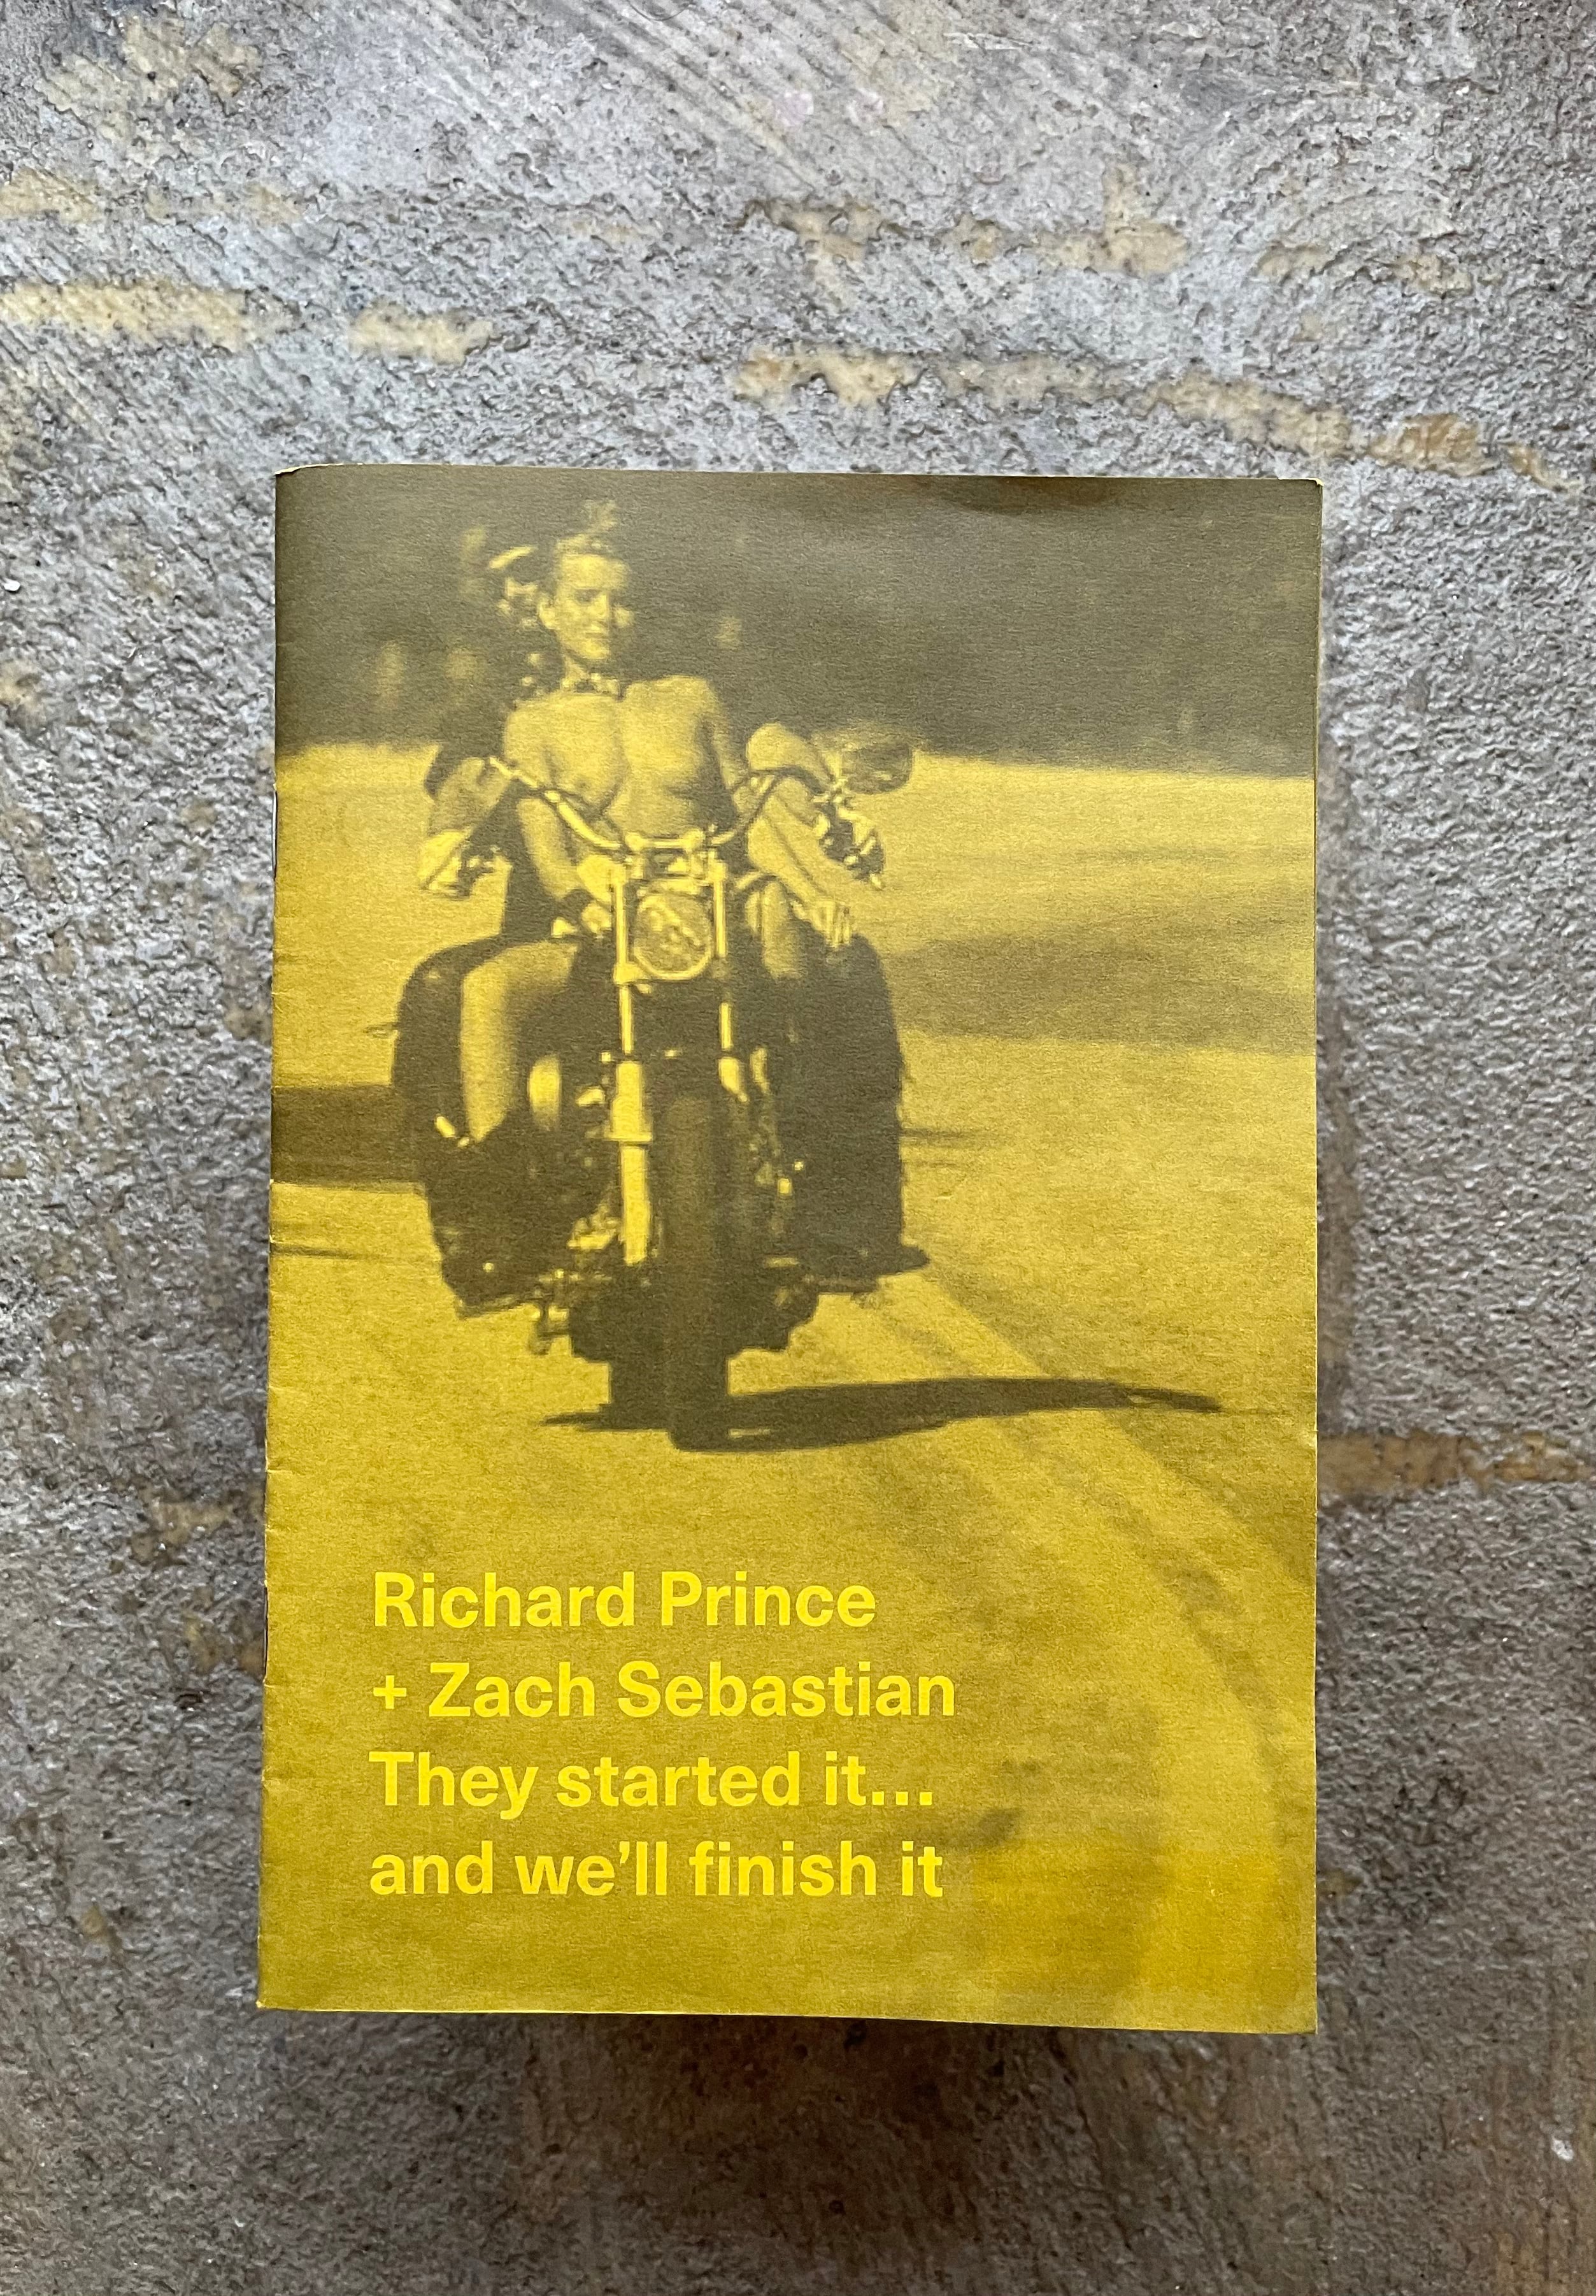 Richard Prince
+ Zach Sebastian
They started it...
and we'll finish it